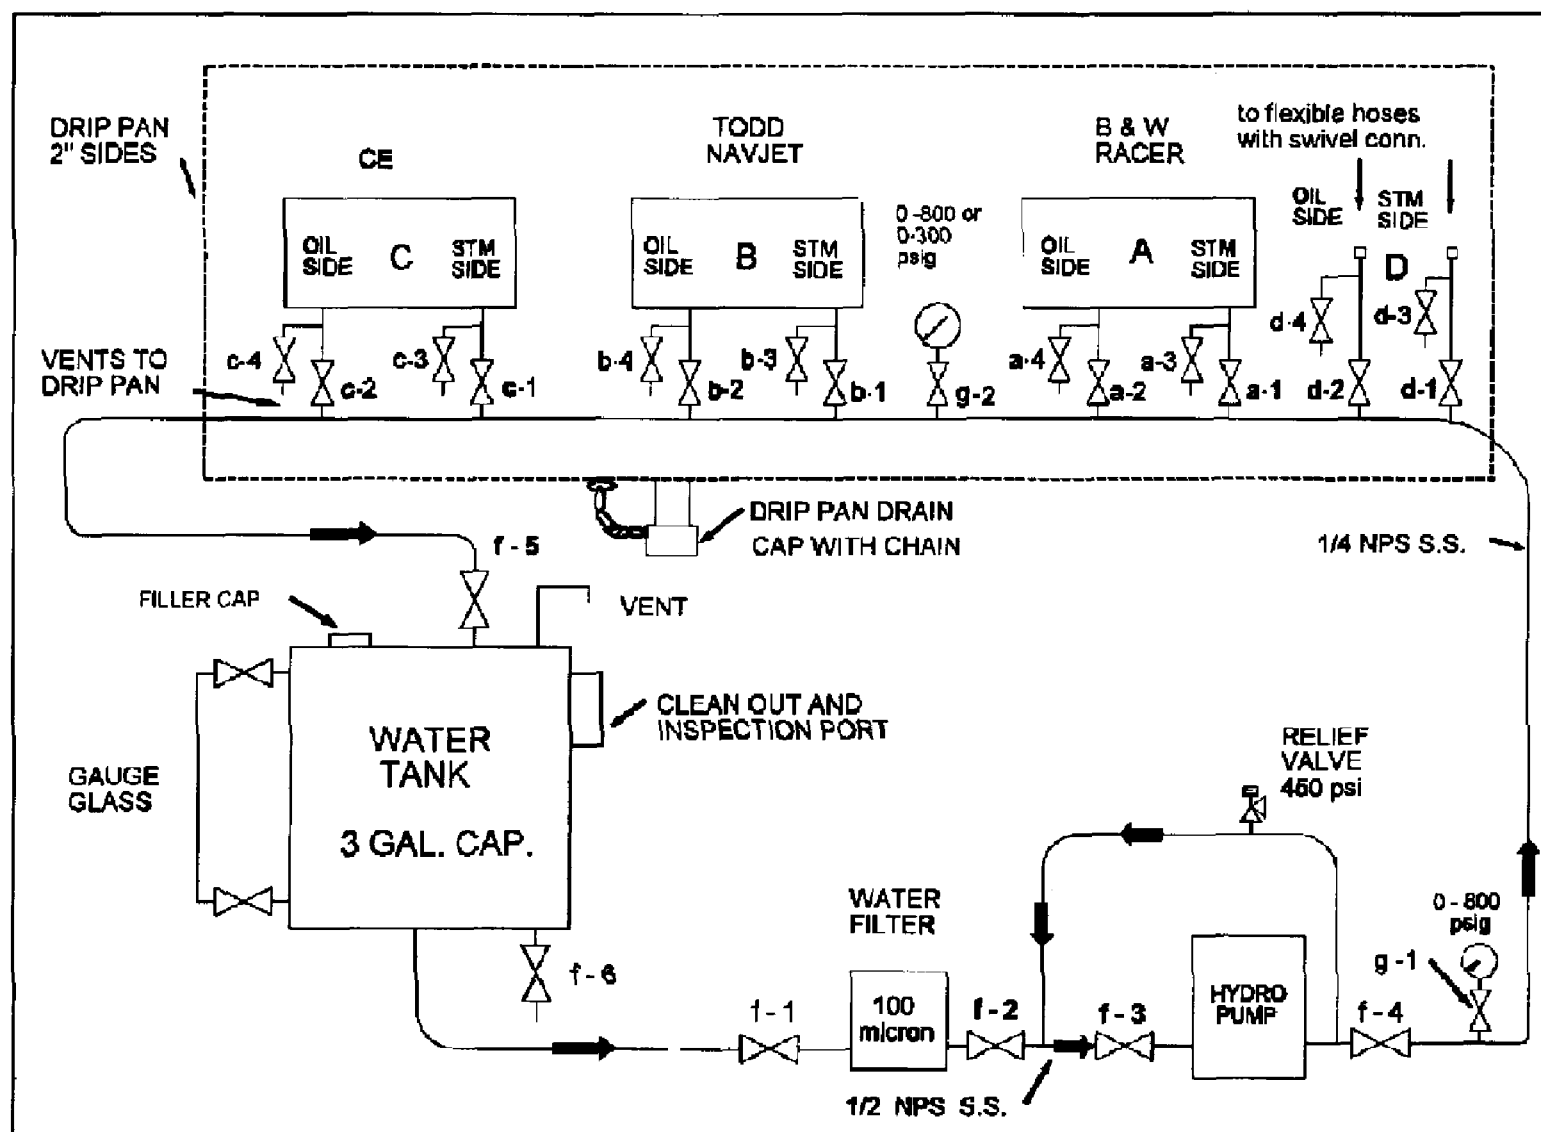 DRIP PAN
2" SIDES
CE
TODD
NAVJET
B & W
RACER
to flexible hoses
with swivel conn.
OIL
SIDE
STM
SIDE
OIL
SIDE
C
STM
SIDE
OIL
SIDE
B
STM
SIDE
0-800 or
0-300
psig
OIL
SIDE
A
STM
SIDE
D
VENTS TO
DRIP PAN
c-4
c-2
c-3
c-1
b-4
b-2
b-3
b-1
g-2
a-4
a-2
a-3
a-1
d-4
d-2
d-3
d-1
DRIP PAN DRAIN
CAP WITH CHAIN
1/4 NPS S.S.
f - 5
FILLER CAP
VENT
CLEAN OUT AND
INSPECTION PORT
WATER
TANK
3 GAL. CAP.
GAUGE
GLASS
RELIEF
VALVE
450 psi
WATER
FILTER
0 - 800
psig
g - 1
f - 6
f - 1
100
micron
f - 2
f - 3
HYDRO
PUMP
f - 4
1/2 NPS S.S.